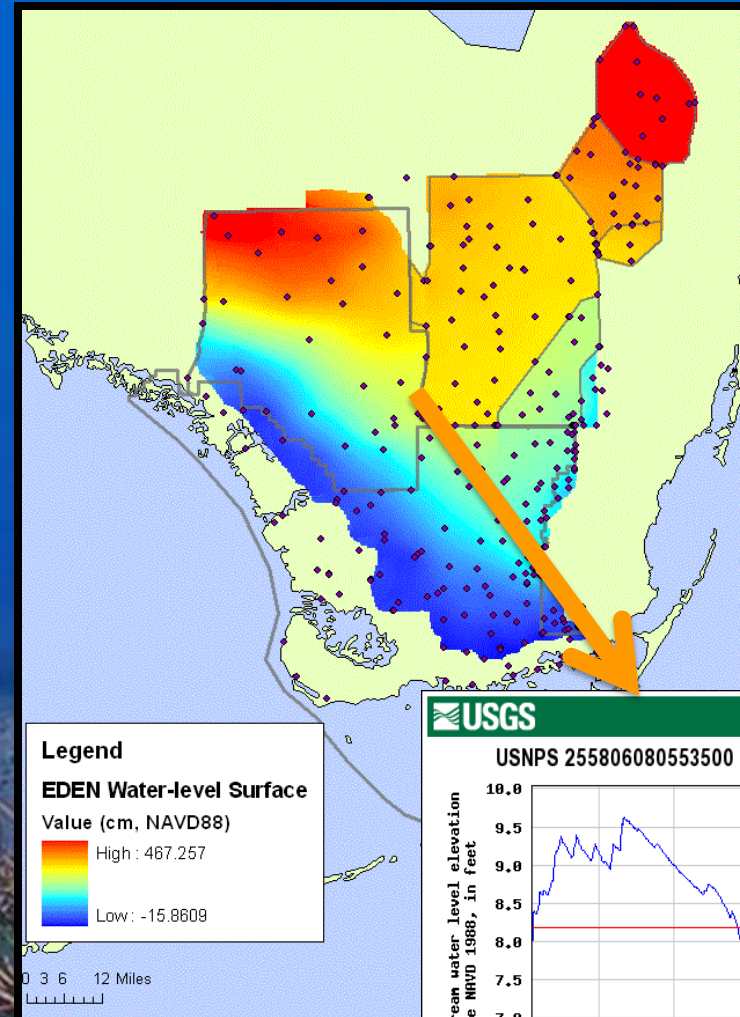 Legend
EDEN Water-level Surface
Value (cm, NAVD88)
High : 467.257
Low : -15.8609
0 3 6 12 Miles
USGS
USNPS 255806080553500
water level elevation
NAVD 1988, in feet
10.0
9.5
9.0
8.5
8.0
7.5